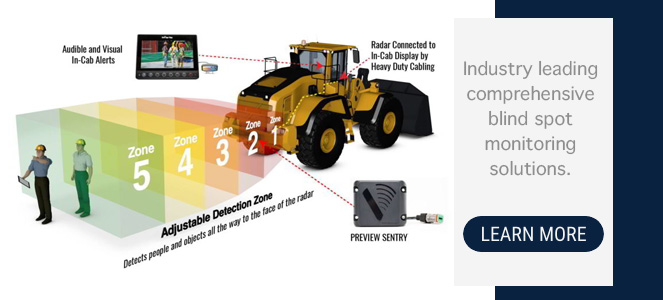 Audible and Visual
In-Cab Alerts
Radar Connected to
In-Cab Display by
Heavy Duty Cabling
Zone
5
Zone
4
Zone
3
Zone
2
Zone
1
Adjustable Detection Zone
Detects people and objects all the way to the face of the radar
PREVIEW SENTRY
Industry leading
comprehensive
blind spot
monitoring
solutions.
LEARN MORE